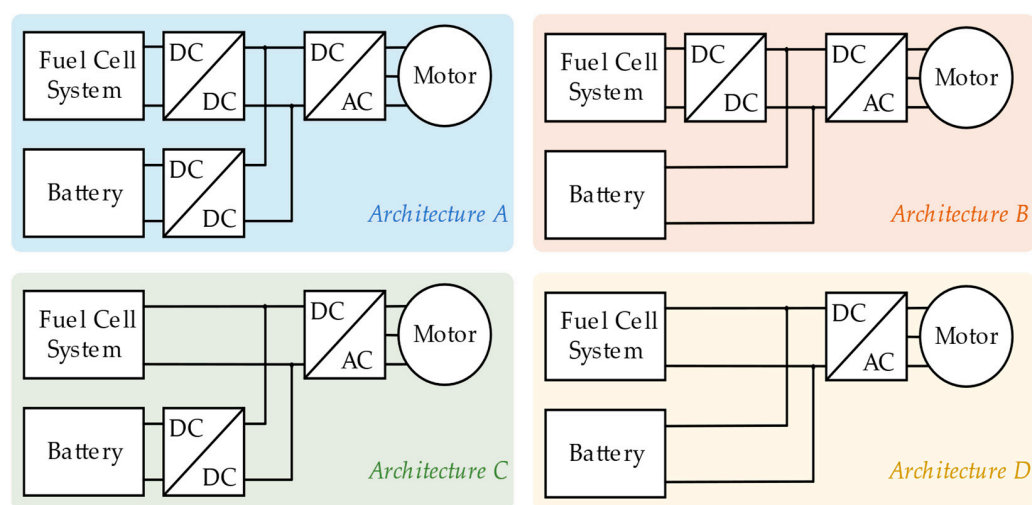 Fuel Cell
System
DC
DC
DC
AC
Motor
Battery
DC
DC
Architecture A
Fuel Cell
System
DC
DC
DC
AC
Motor
Battery
Architecture B
Fuel Cell
System
DC
AC
Motor
Battery
DC
DC
Architecture C
Fuel Cell
System
DC
AC
Motor
Battery
Architecture D